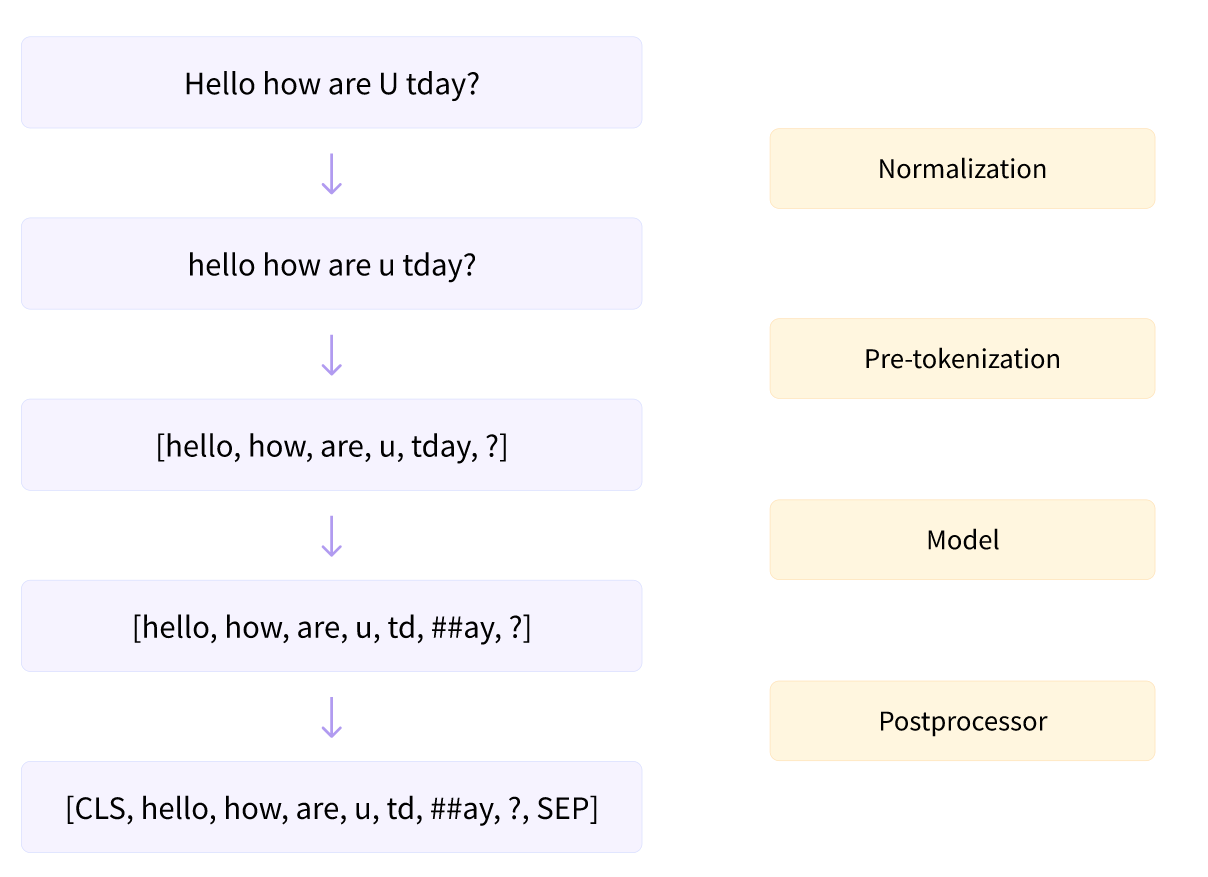 Hello how are U tday?
Normalization
hello how are u tday?
Pre-tokenization
[hello, how, are, u, tday, ?]
Model
[hello, how, are, u, td, ##ay, ?]
Postprocessor
[CLS, hello, how, are, u, td, ##ay, ?, SEP]